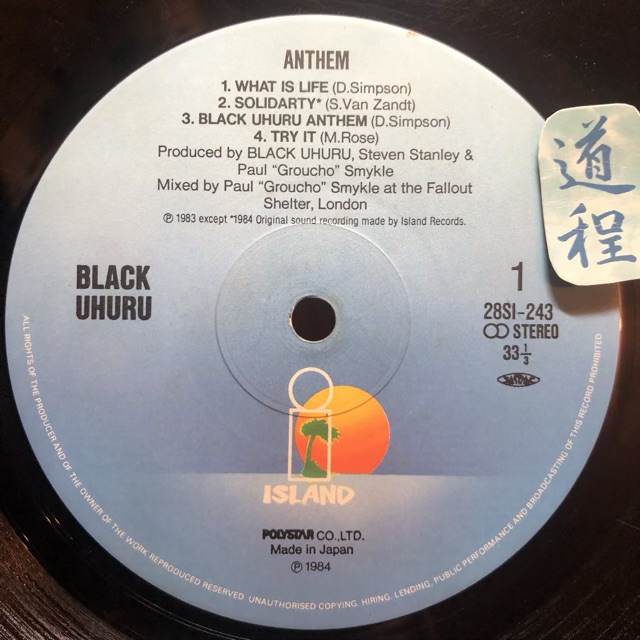 ANTHEM
1. WHAT IS LIFE (D.Simpson)
2. SOLIDARTY* (S.Van Zandt)
3. BLACK UHURU ANTHEM (D.Simpson)
4. TRY IT (M.Rose)
Produced by BLACK UHURU, Steven Stanley &
Paul "Groucho" Smykle
Mixed by Paul "Groucho" Smykle at the Fallout
Shelter, London
℗ 1983 except *1984 Original sound recording made by Island Records.
道
程
BLACK
UHURU
1
28SI-243
STEREO
33⅓
ISLAND
POLYSTAR CO.,LTD.
Made in Japan
℗ 1984
ALL RIGHTS OF THE PRODUCER AND OF THE OWNER OF THE WORK REPRODUCED RESERVED UNAUTHORISED COPYING, HIRING, LENDING, PUBLIC PERFORMANCE AND BROADCASTING OF THIS RECORD PROHIBITED